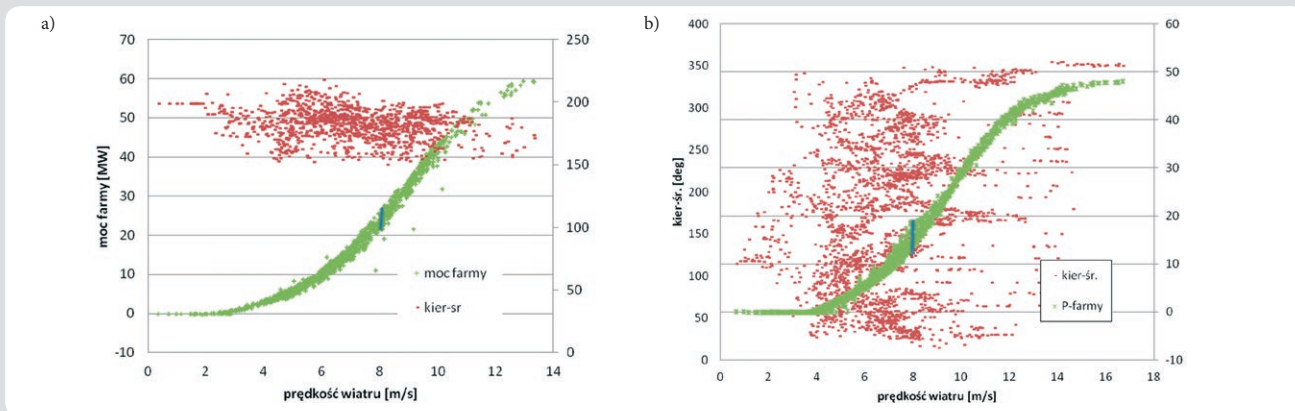 a)
70
60
50
40
30
20
10
0
-10
moc farmy [MW]
250
200
150
100
50
0
moc farmy
kier-sr
0 2 4 6 8 10 12 14
prędkość wiatru [m/s]
b)
400
350
300
250
200
150
100
50
0
kier-śr. [deg]
60
50
40
30
20
10
0
-10
kier-śr.
P-farmy
0 2 4 6 8 10 12 14 16 18
prędkość wiatru [m/s]